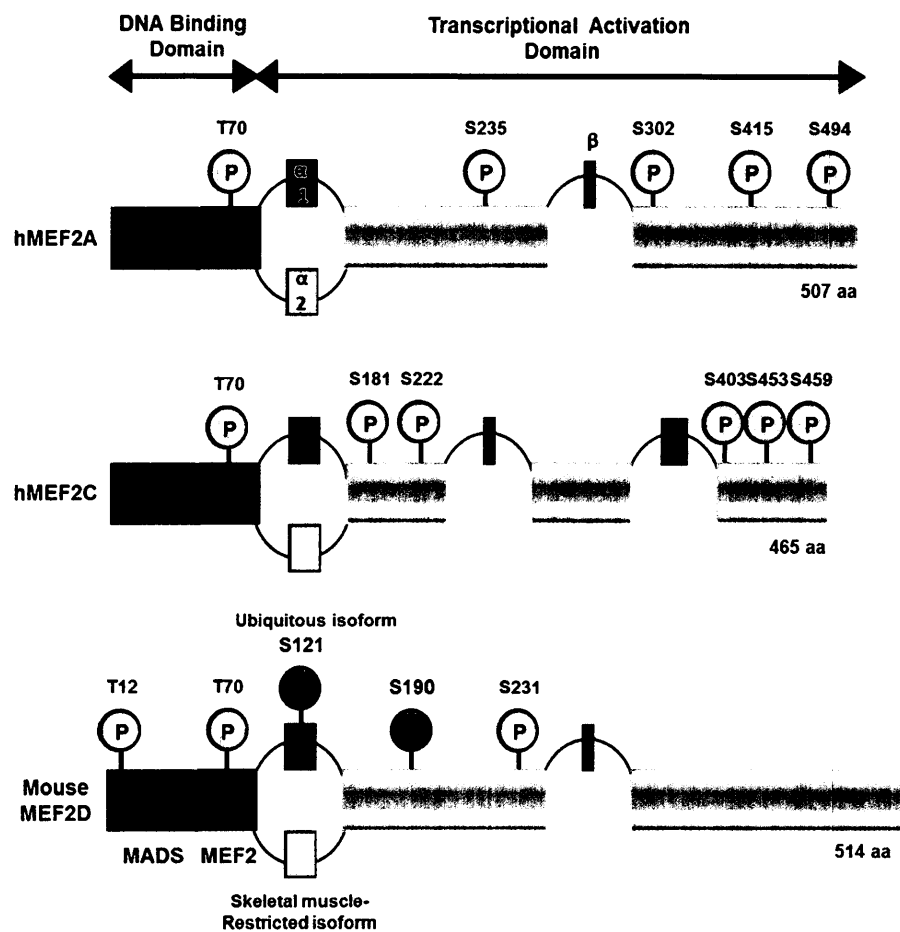 DNA Binding
Domain
Transcriptional Activation
Domain
T70
S235
β
S302
S415
S494
P
α
1
P
P
P
P
hMEF2A
α
2
507 aa
T70
S181
S222
S403
S453
S459
P
P
P
P
P
P
hMEF2C
465 aa
Ubiquitous isoform
S121
T12
T70
S190
S231
P
P
P
Mouse
MEF2D
MADS
MEF2
514 aa
Skeletal muscle-
Restricted isoform